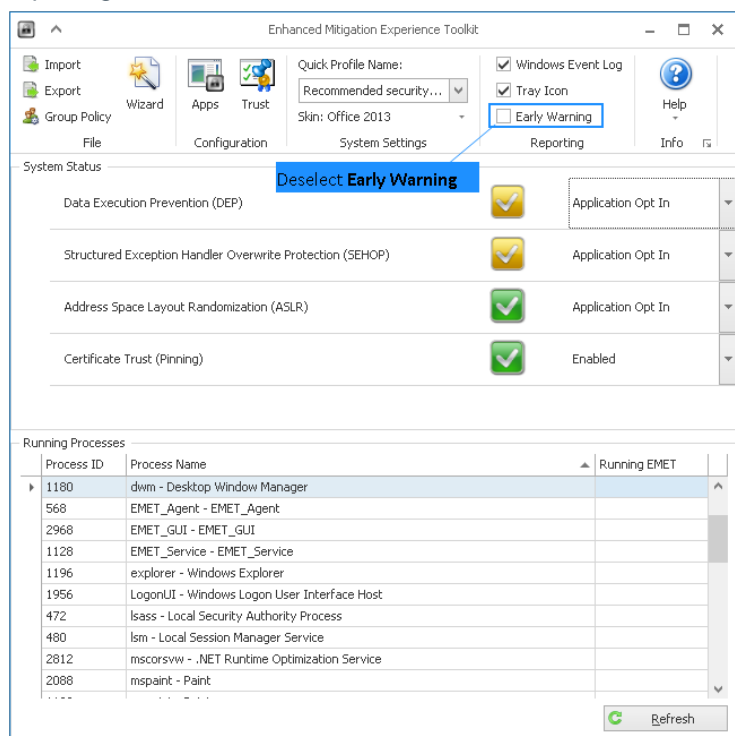 Enhanced Mitigation Experience Toolkit
Import
Export
Group Policy
Wizard
File
Apps
Trust
Configuration
Quick Profile Name:
Recommended security...
Skin: Office 2013
System Settings
Windows Event Log
Tray Icon
Early Warning
Reporting
Help
Info
Deselect Early Warning
System Status
Data Execution Prevention (DEP) Application Opt In
Structured Exception Handler Overwrite Protection (SEHOP) Application Opt In
Address Space Layout Randomization (ASLR) Application Opt In
Certificate Trust (Pinning) Enabled
Running Processes
Process ID Process Name Running EMET
1180 dwm - Desktop Window Manager
568 EMET_Agent - EMET_Agent
2968 EMET_GUI - EMET_GUI
1128 EMET_Service - EMET_Service
1196 explorer - Windows Explorer
1956 LogonUI - Windows Logon User Interface Host
472 lsass - Local Security Authority Process
480 lsm - Local Session Manager Service
2812 mscorsvw - .NET Runtime Optimization Service
2088 mspaint - Paint
Refresh